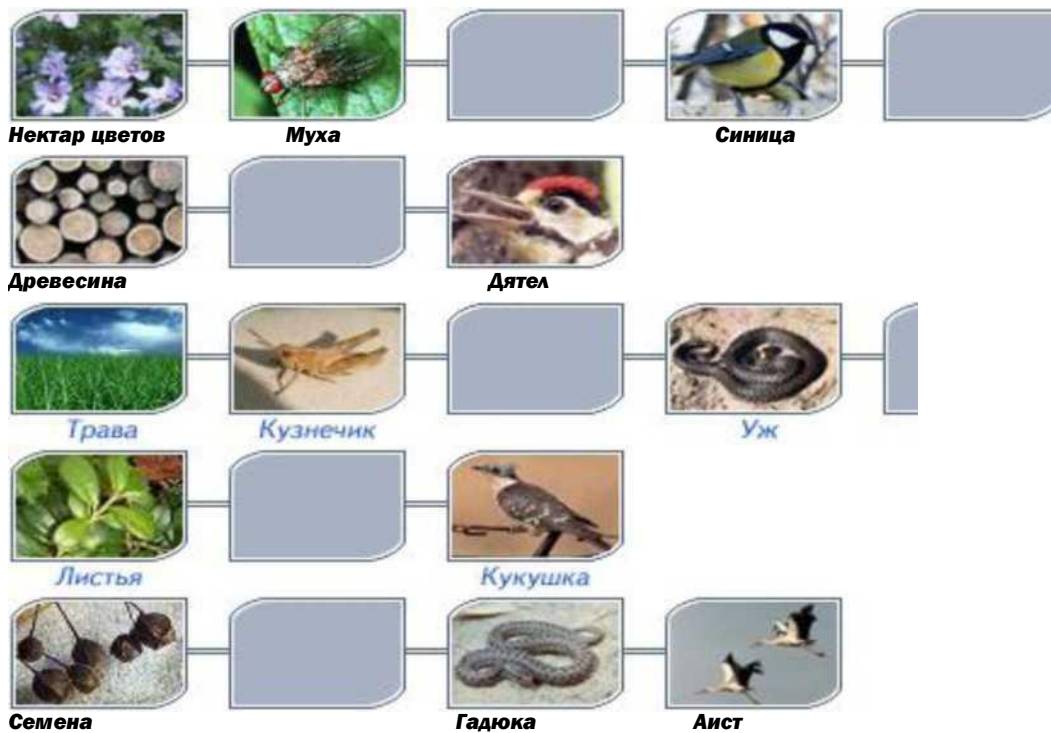 Нектар цветов Муха Синица
Древесина Дятел
Трава Кузнечик Уж
Листья Кукушка
Семена Гадюка Аист